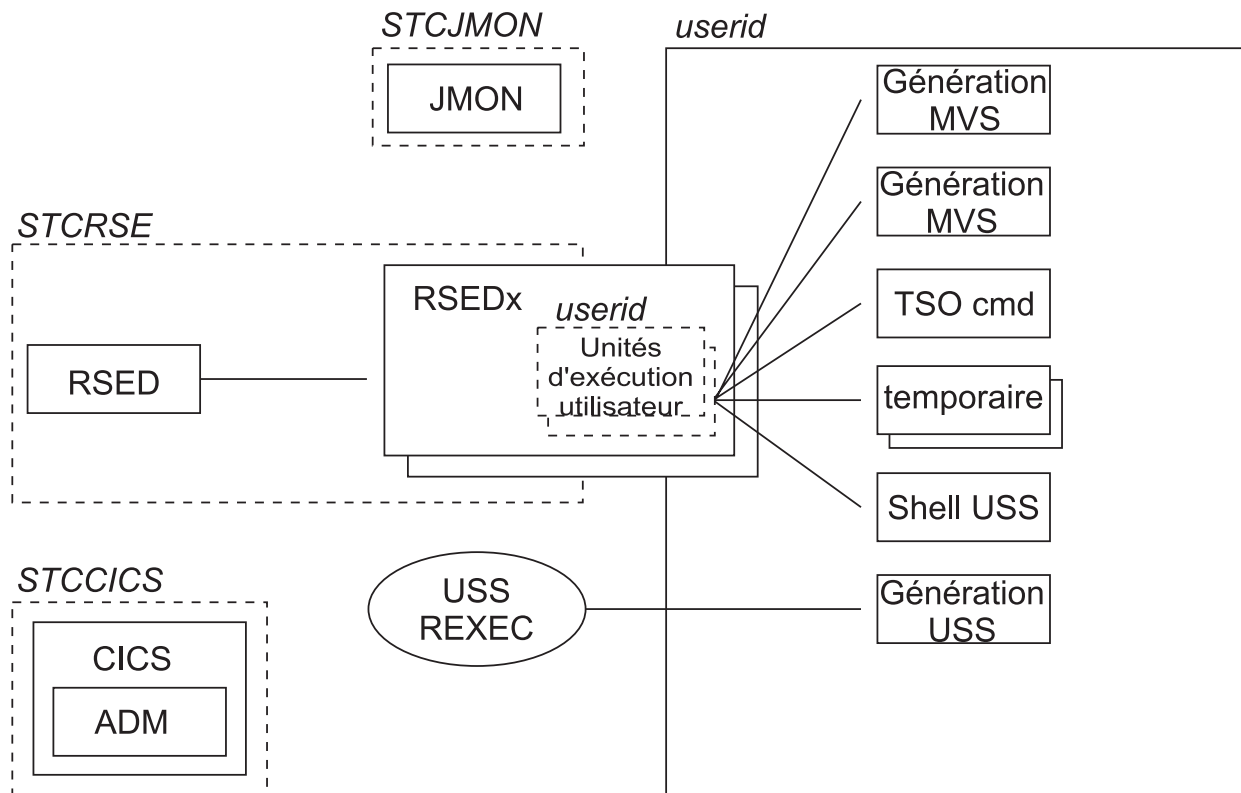 STCJMON
userid
JMON
Génération
MVS
Génération
MVS
STCRSE
RSEDx
userid
Unités
d'exécution
utilisateur
TSO cmd
RSED
temporaire
Shell USS
STCCICS
USS
REXEC
Génération
USS
CICS
ADM